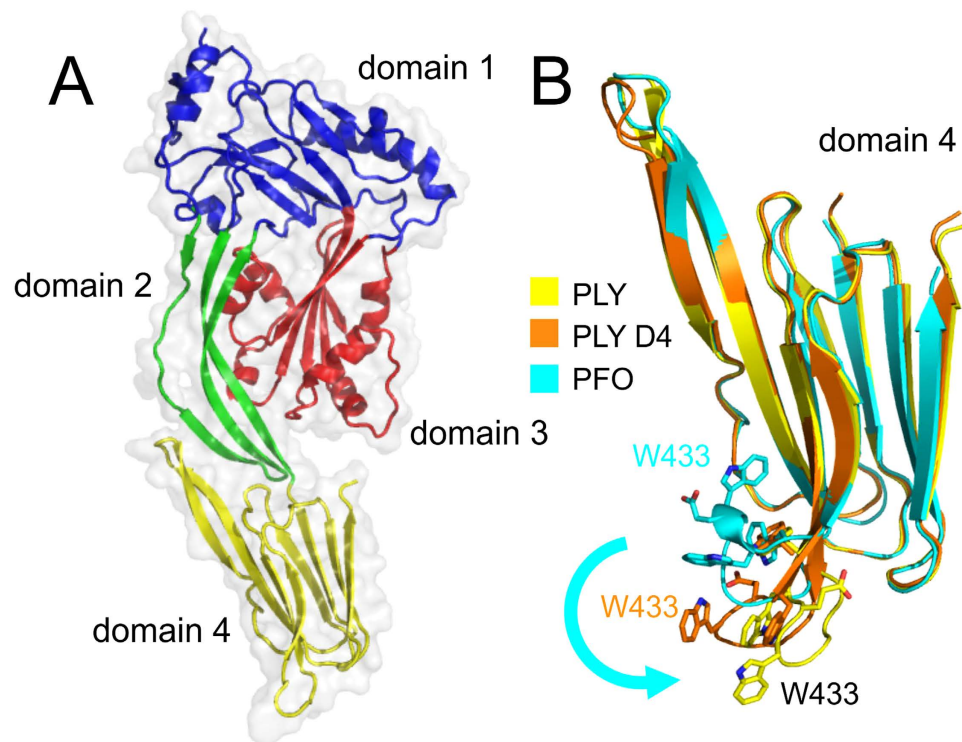 A
domain 1
domain 2
domain 3
domain 4
B
domain 4
PLY
PLY D4
PFO
W433
W433
W433